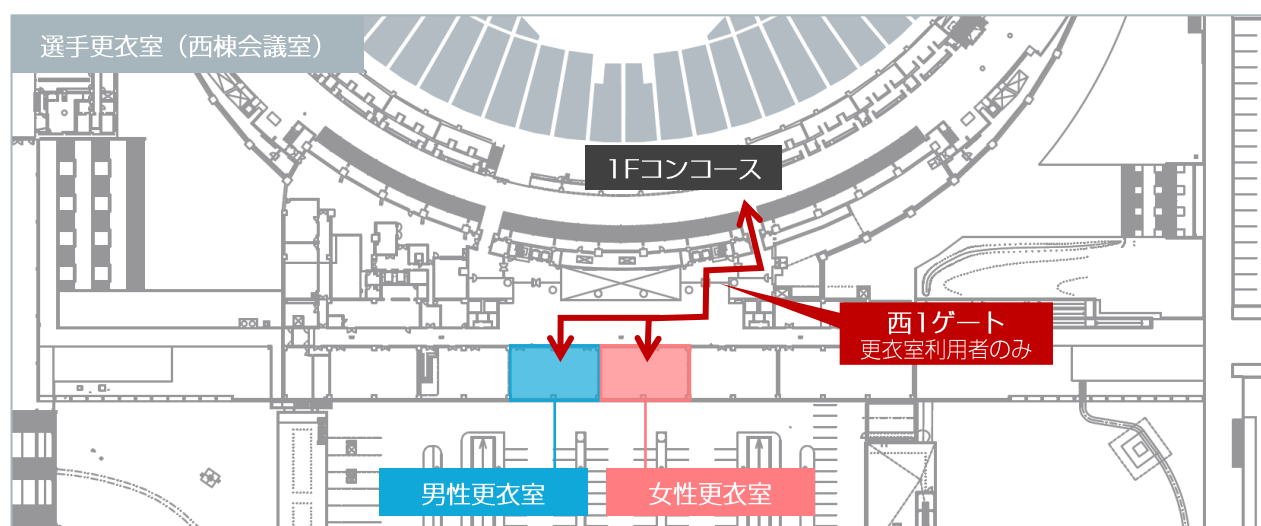 選手更衣室（西棟会議室）
1Fコンコース
西1ゲート
更衣室利用者のみ
男性更衣室
女性更衣室